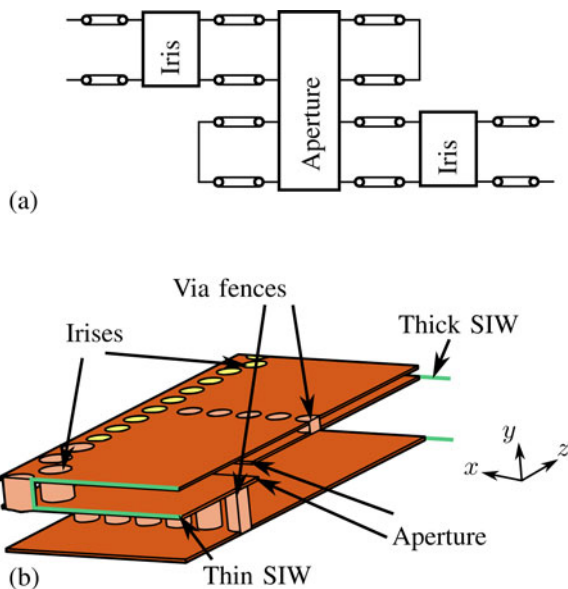 Iris
Aperture
Iris
(a)
Via fences
Irises
Thick SIW
y
x
z
Aperture
Thin SIW
(b)